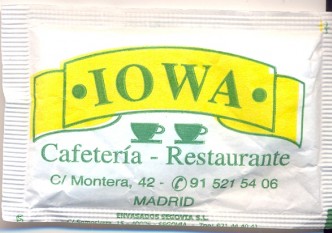 ·IOWA·
Cafetería - Restaurante
C/ Montera, 42 - ✆ 91 521 54 06
MADRID
ENVASADOS SEGOVIA S.L.